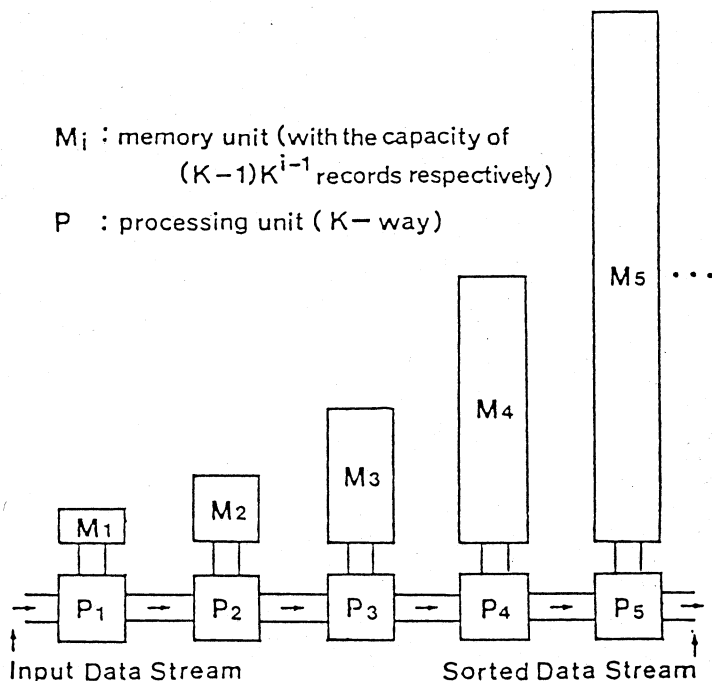 Mi : memory unit (with the capacity of
(K-1)K^{i-1} records respectively)
P : processing unit (K-way)
M5 ...
M4
M3
M2
M1
P1 → P2 → P3 → P4 → P5 →
Input Data Stream Sorted Data Stream